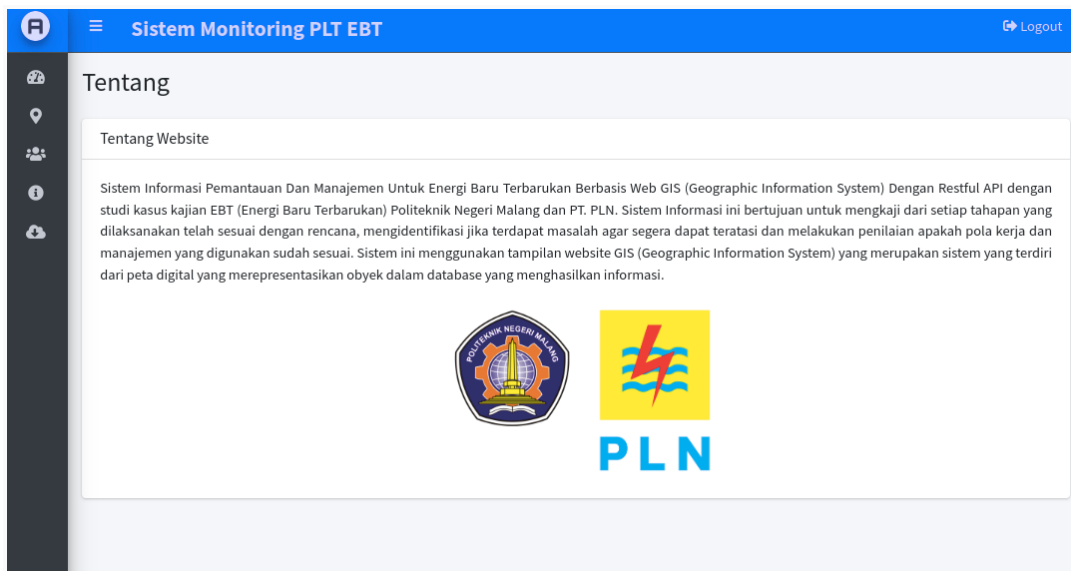 Sistem Monitoring PLT EBT
Logout
Tentang
Tentang Website
Sistem Informasi Pemantauan Dan Manajemen Untuk Energi Baru Terbarukan Berbasis Web GIS (Geographic Information System) Dengan Restful API dengan
studi kasus kajian EBT (Energi Baru Terbarukan) Politeknik Negeri Malang dan PT. PLN. Sistem Informasi ini bertujuan untuk mengkaji dari setiap tahapan yang
dilaksanakan telah sesuai dengan rencana, mengidentifikasi jika terdapat masalah agar segera dapat teratasi dan melakukan penilaian apakah pola kerja dan
manajemen yang digunakan sudah sesuai. Sistem ini menggunakan tampilan website GIS (Geographic Information System) yang merupakan sistem yang terdiri
dari peta digital yang merepresentasikan obyek dalam database yang menghasilkan informasi.
POLITEKNIK NEGERI MALANG
PLN